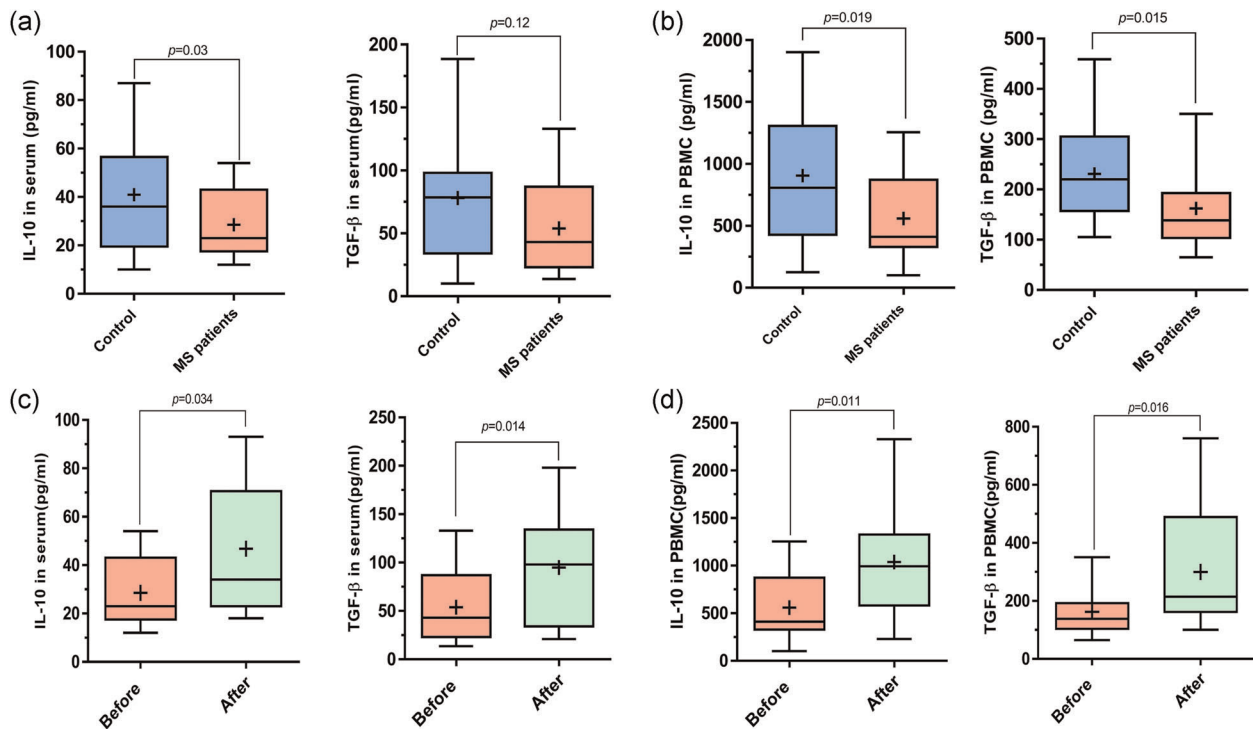 (a)
p=0.03
IL-10 in serum (pg/ml)
100
80
60
40
20
0
Control
MS patients
p=0.12
TGF-β in serum(pg/ml)
200
150
100
50
0
Control
MS patients
(b)
p=0.019
IL-10 in PBMC (pg/ml)
2000
1500
1000
500
0
Control
MS patients
p=0.015
TGF-β in PBMC (pg/ml)
500
400
300
200
100
0
Control
MS patients
(c)
p=0.034
IL-10 in serum(pg/ml)
100
80
60
40
20
0
Before
After
p=0.014
TGF-β in serum(pg/ml)
250
200
150
100
50
0
Before
After
(d)
p=0.011
IL-10 in PBMC(pg/ml)
2500
2000
1500
1000
500
0
Before
After
p=0.016
TGF-β in PBMC(pg/ml)
800
600
400
200
0
Before
After